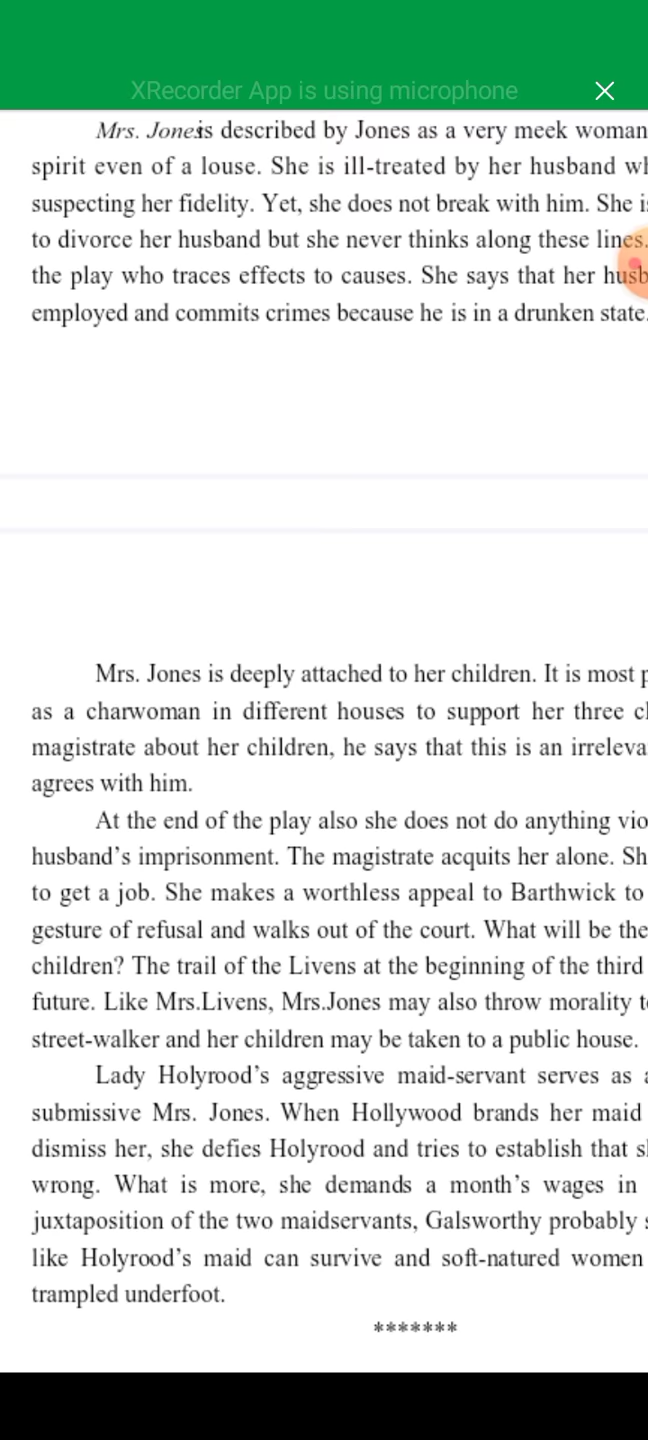 XRecorder App is using microphone
Mrs. Jones is described by Jones as a very meek woman
spirit even of a louse. She is ill-treated by her husband
suspecting her fidelity. Yet, she does not break with him. She
to divorce her husband but she never thinks along these lines.
the play who traces effects to causes. She says that her
employed and commits crimes because he is in a drunken state.
Mrs. Jones is deeply attached to her children. It is most
as a charwoman in different houses to support her three
magistrate about her children, he says that this is an
agrees with him.
At the end of the play also she does not do anything
husband's imprisonment. The magistrate acquits her alone.
to get a job. She makes a worthless appeal to Barthwick to
gesture of refusal and walks out of the court. What will be the
children? The trail of the Livens at the beginning of the third
future. Like Mrs.Livens, Mrs.Jones may also throw morality
street-walker and her children may be taken to a public house.
Lady Holyrood's aggressive maid-servant serves as
submissive Mrs. Jones. When Hollywood brands her maid
dismiss her, she defies Holyrood and tries to establish that
wrong. What is more, she demands a month's wages in
juxtaposition of the two maidservants, Galsworthy probably
like Holyrood's maid can survive and soft-natured women
trampled underfoot.
*******